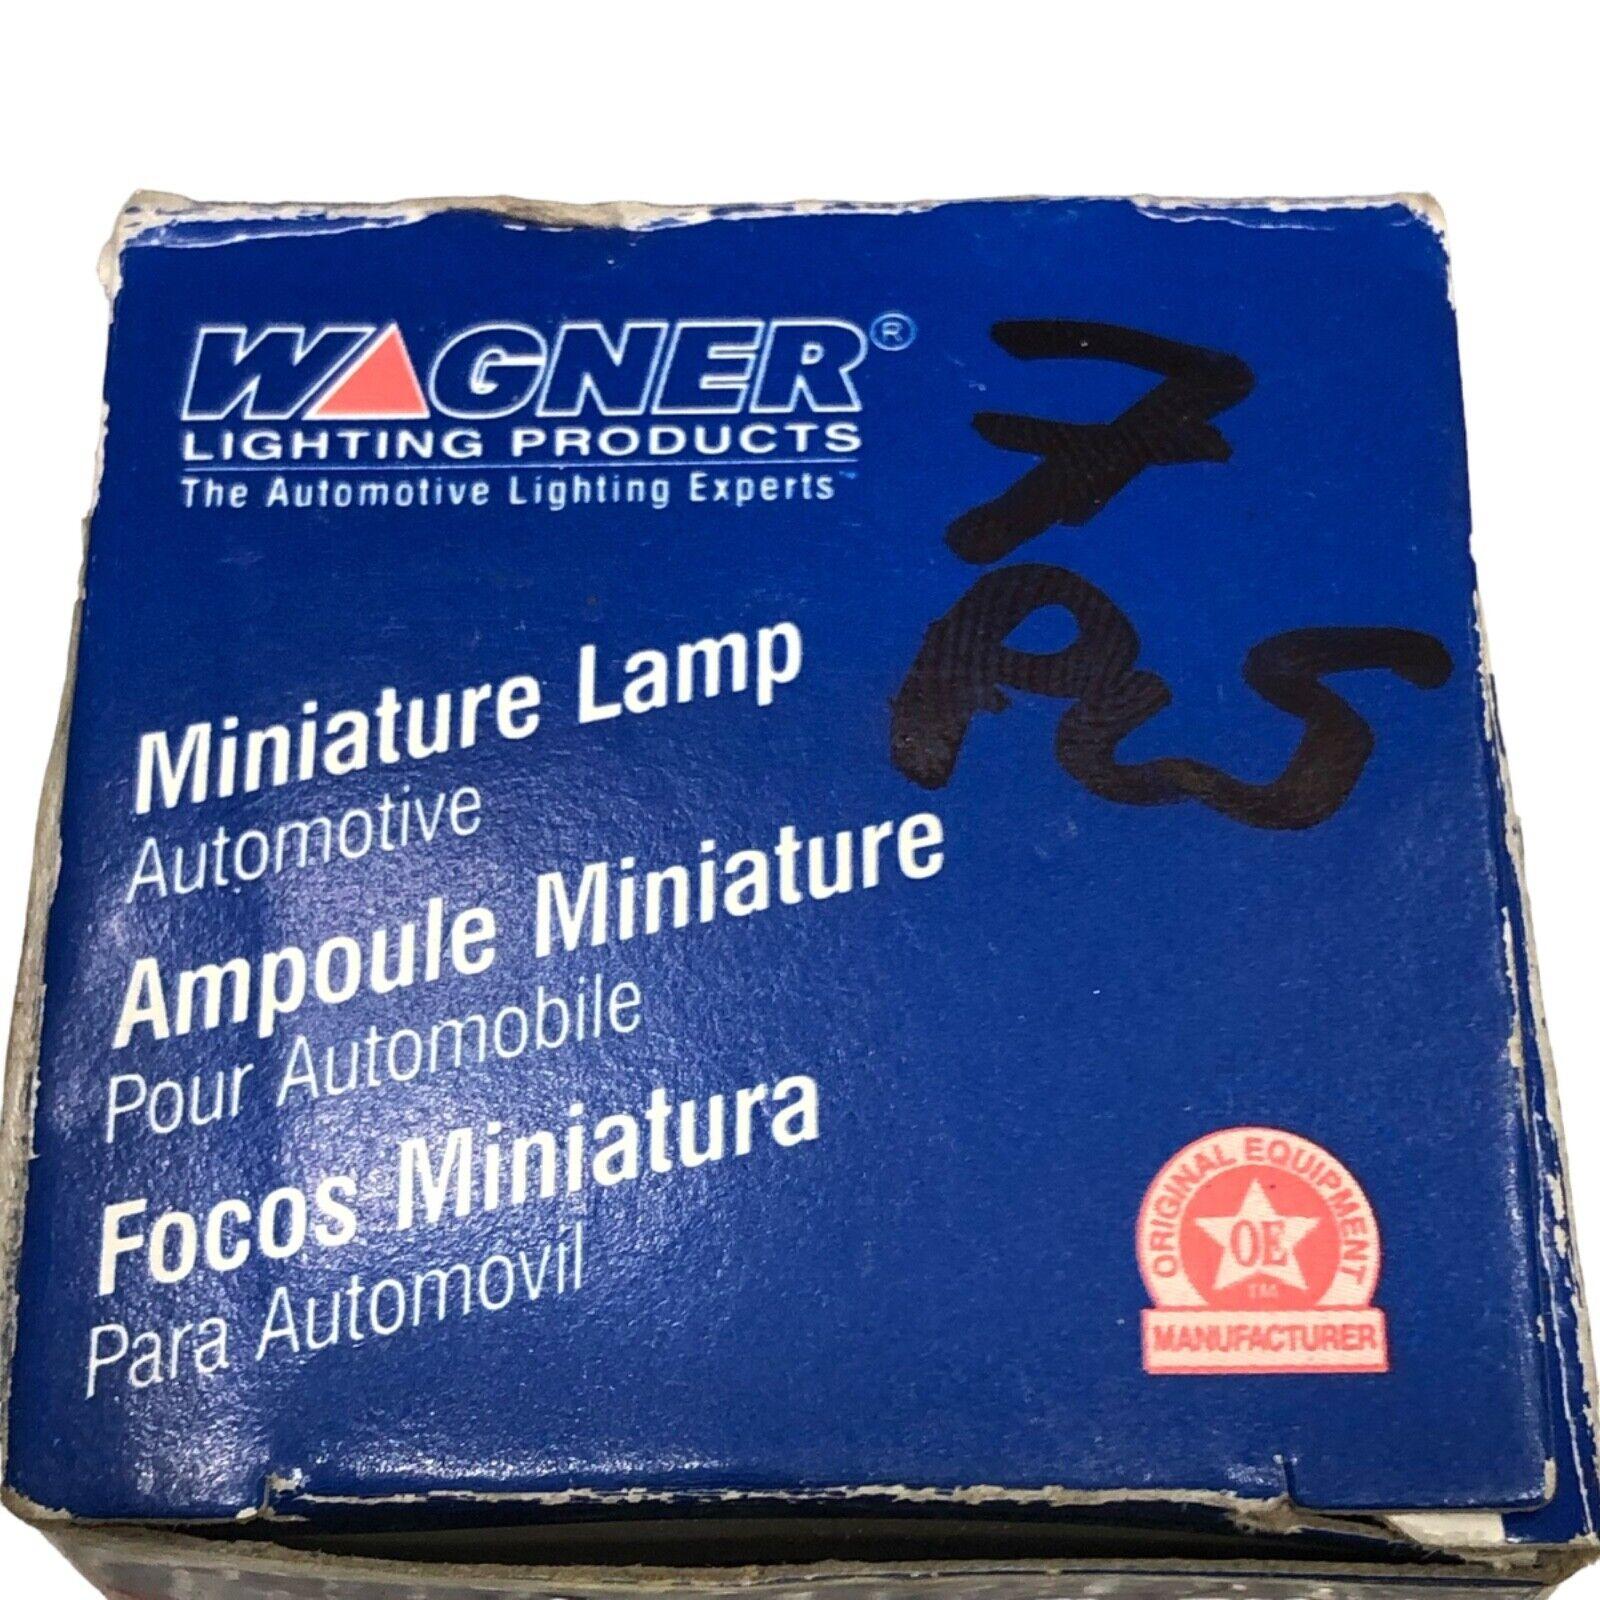 WAGNER®
LIGHTING PRODUCTS
The Automotive Lighting Experts™
7
PCS
Miniature Lamp
Automotive
Ampoule Miniature
Pour Automobile
Focos Miniatura
Para Automovil
ORIGINAL EQUIPMENT
OE
TM
MANUFACTURER